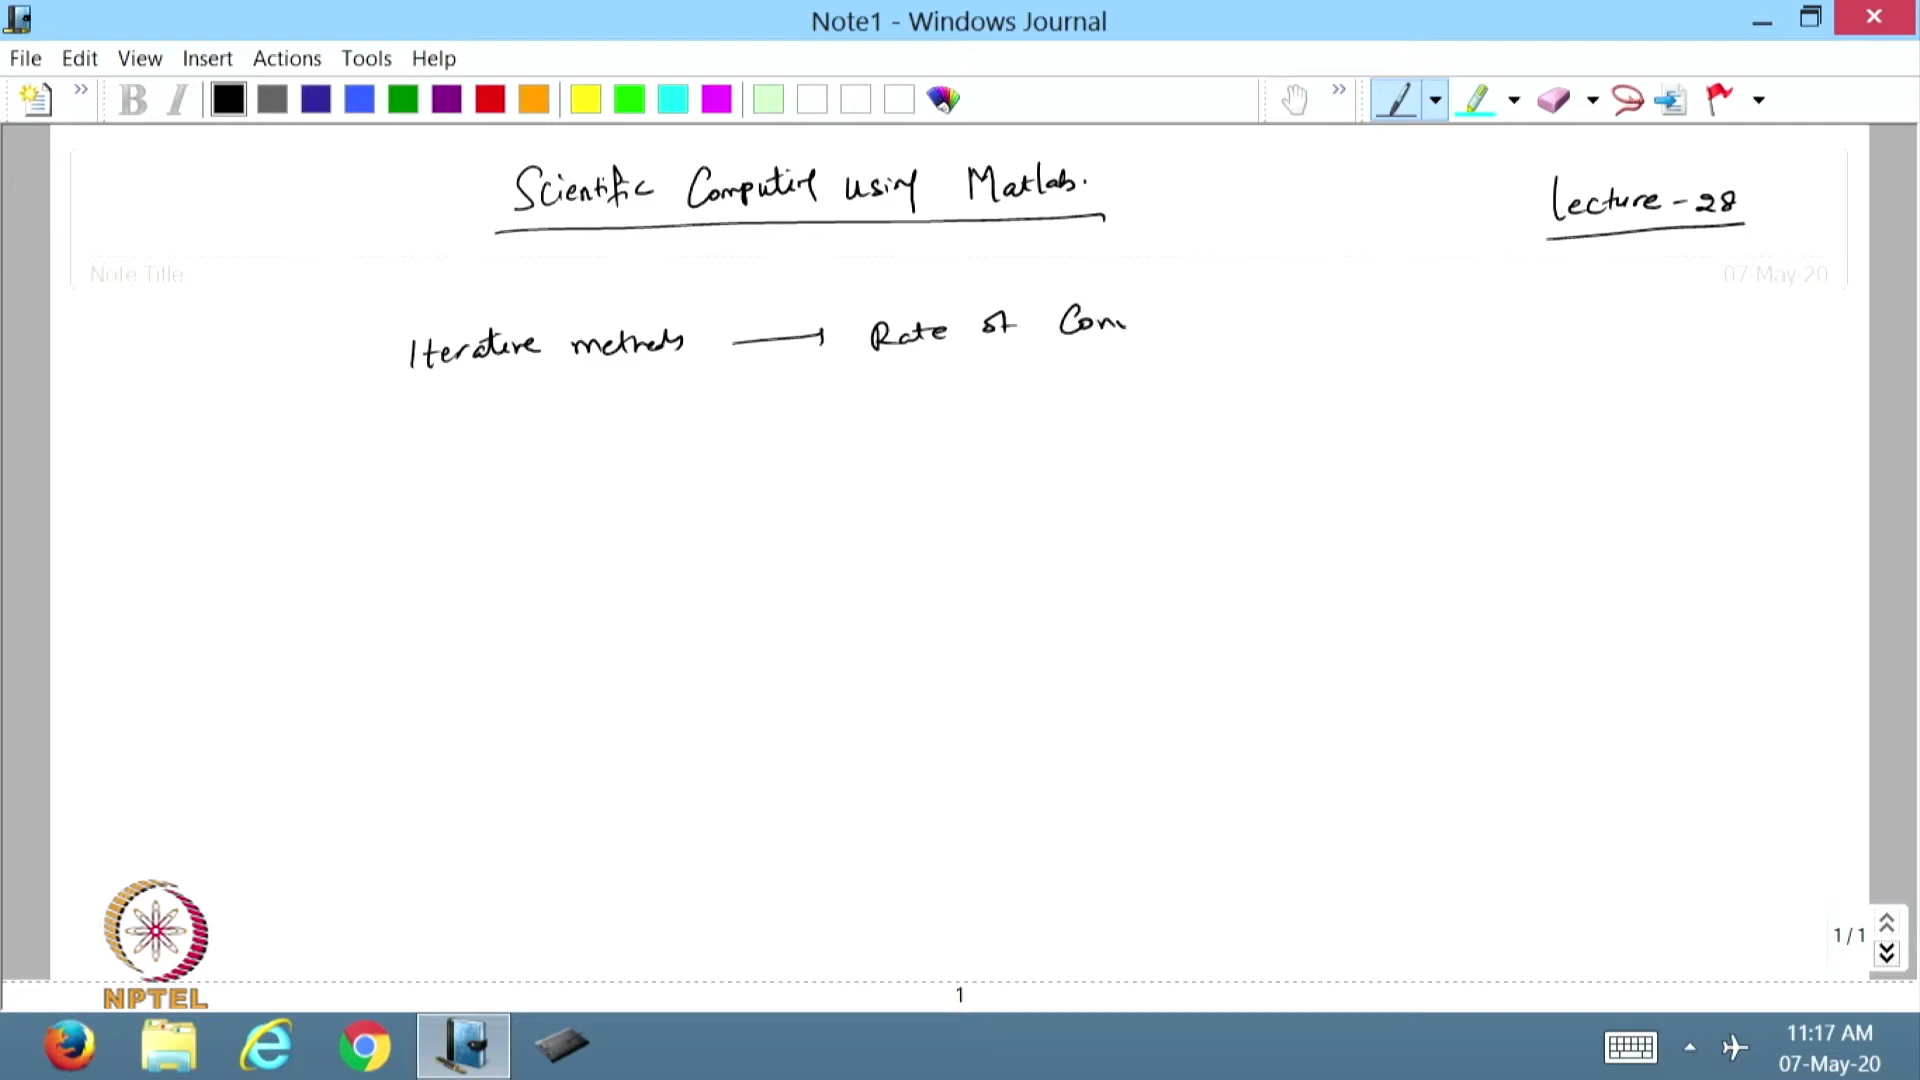 Note1 - Windows Journal
File Edit View Insert Actions Tools Help
B I
Scientific Computing using Matlab.
Lecture - 28
Note Title
07-May-20
Iterative methods → Rate of Conv
1 / 1
NPTEL
1
11:17 AM
07-May-20